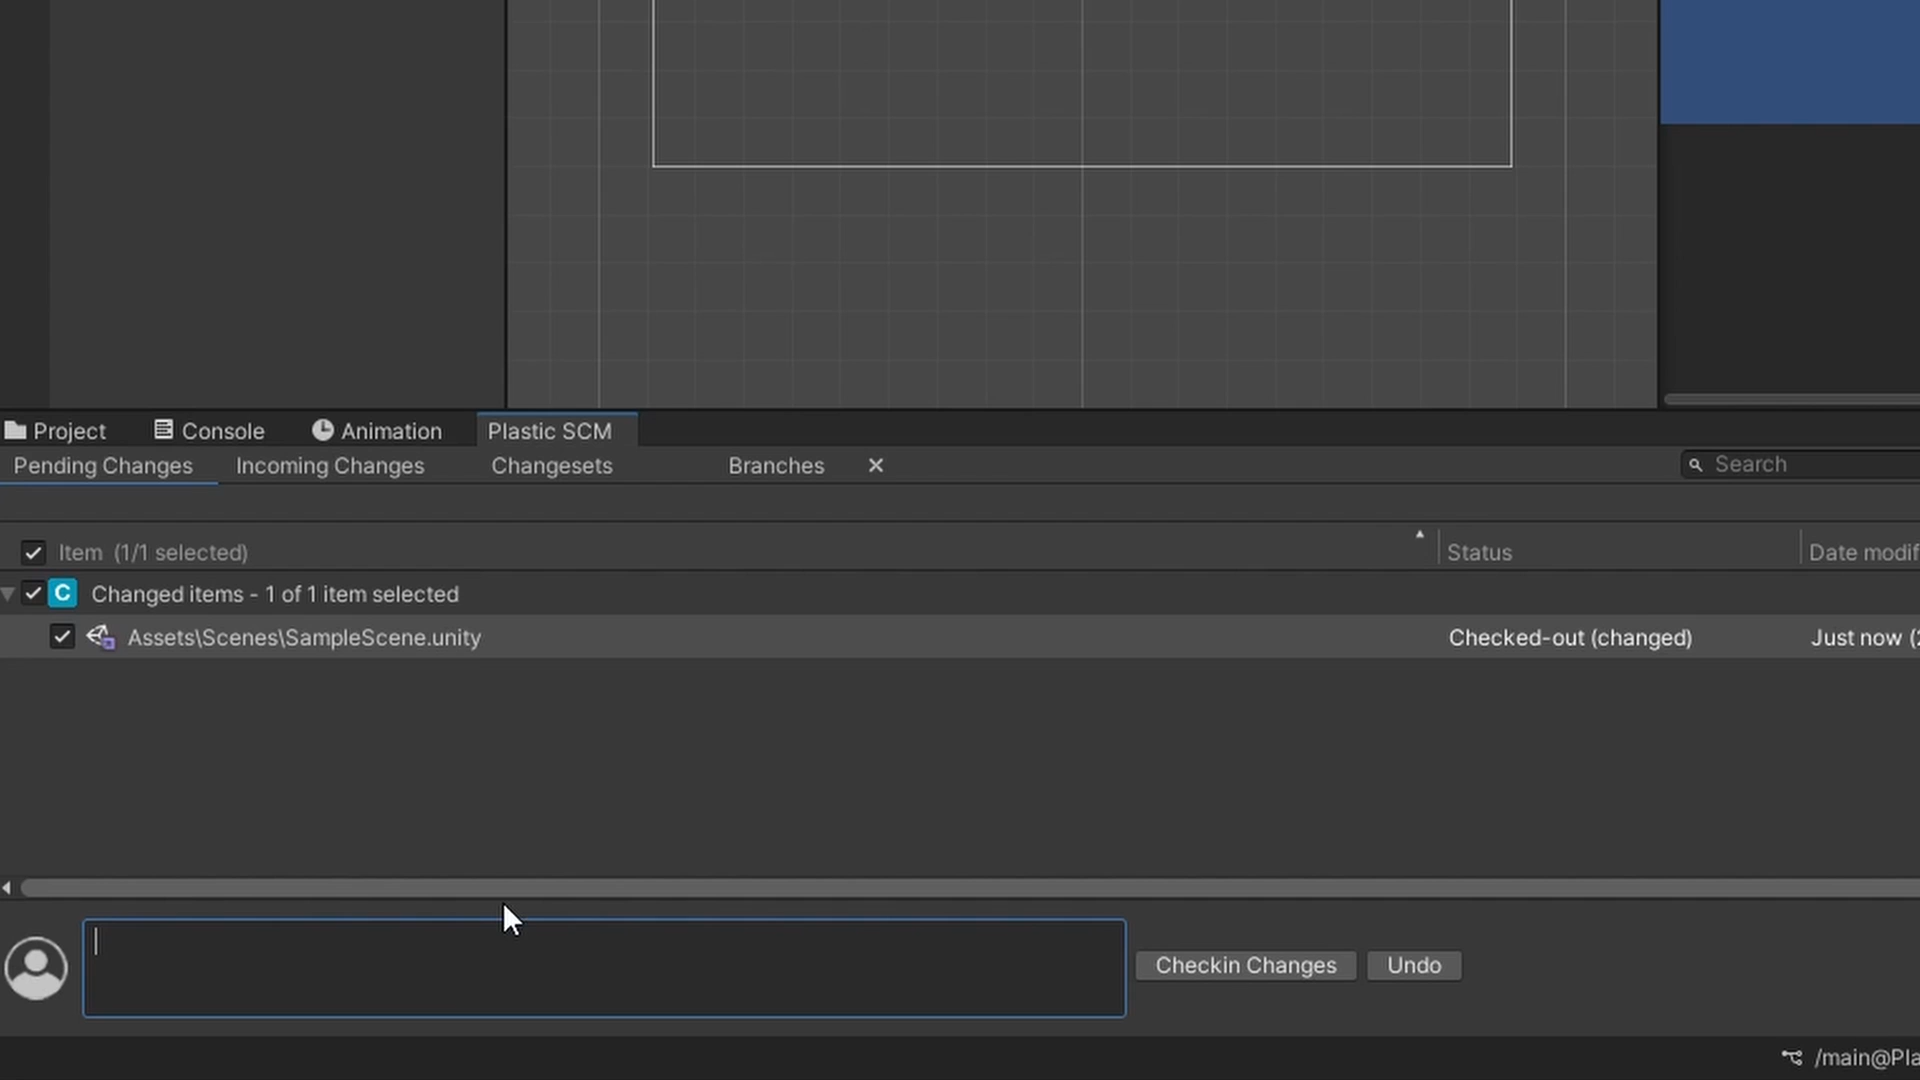 Project Console Animation Plastic SCM
Pending Changes Incoming Changes Changesets Branches ✕ Search
Item (1/1 selected) Status Date modif
C Changed items - 1 of 1 item selected
Assets\Scenes\SampleScene.unity Checked-out (changed) Just now (
Checkin Changes Undo
/main@Pla